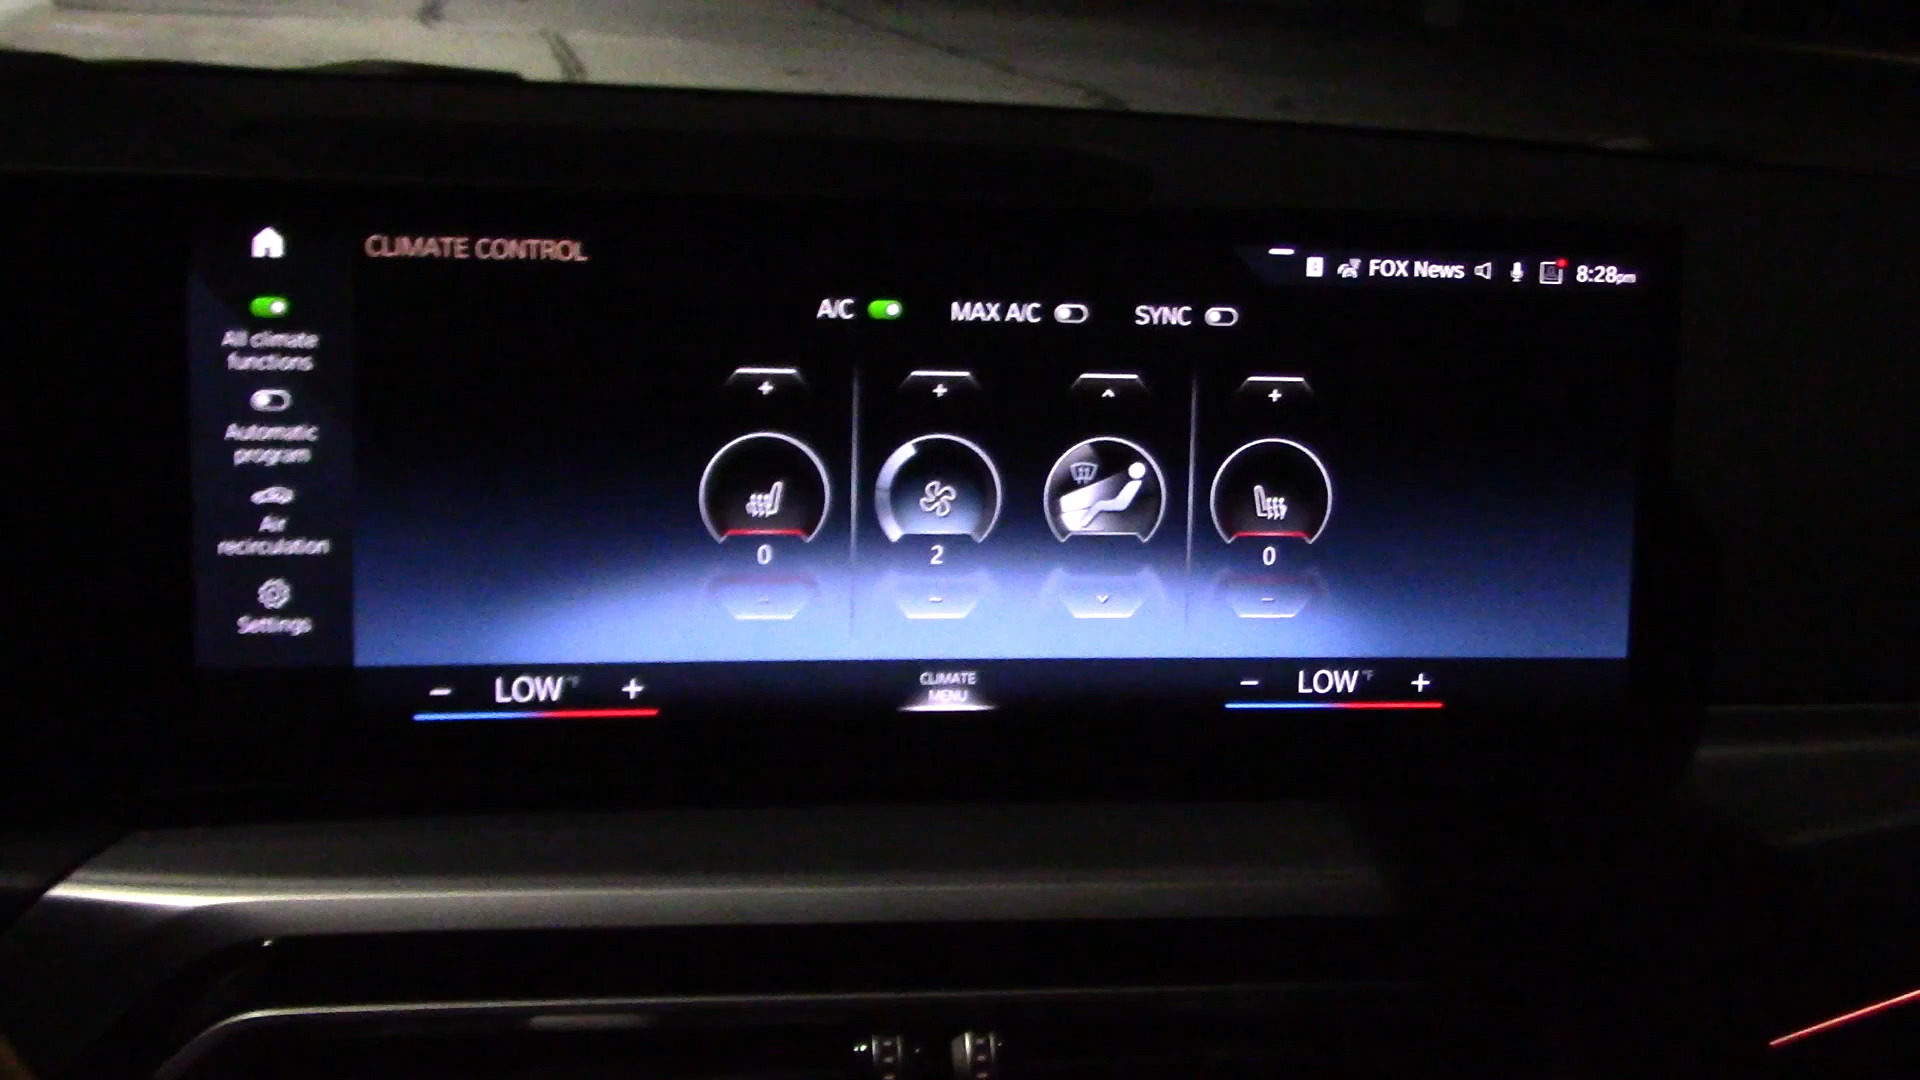 CLIMATE CONTROL
FOX News 8:28pm
A/C MAX A/C SYNC
All climate
functions
Automatic
program
Air
recirculation
Settings
+ + +
0 2 0
- LOW °F +
CLIMATE
MENU
- LOW °F +